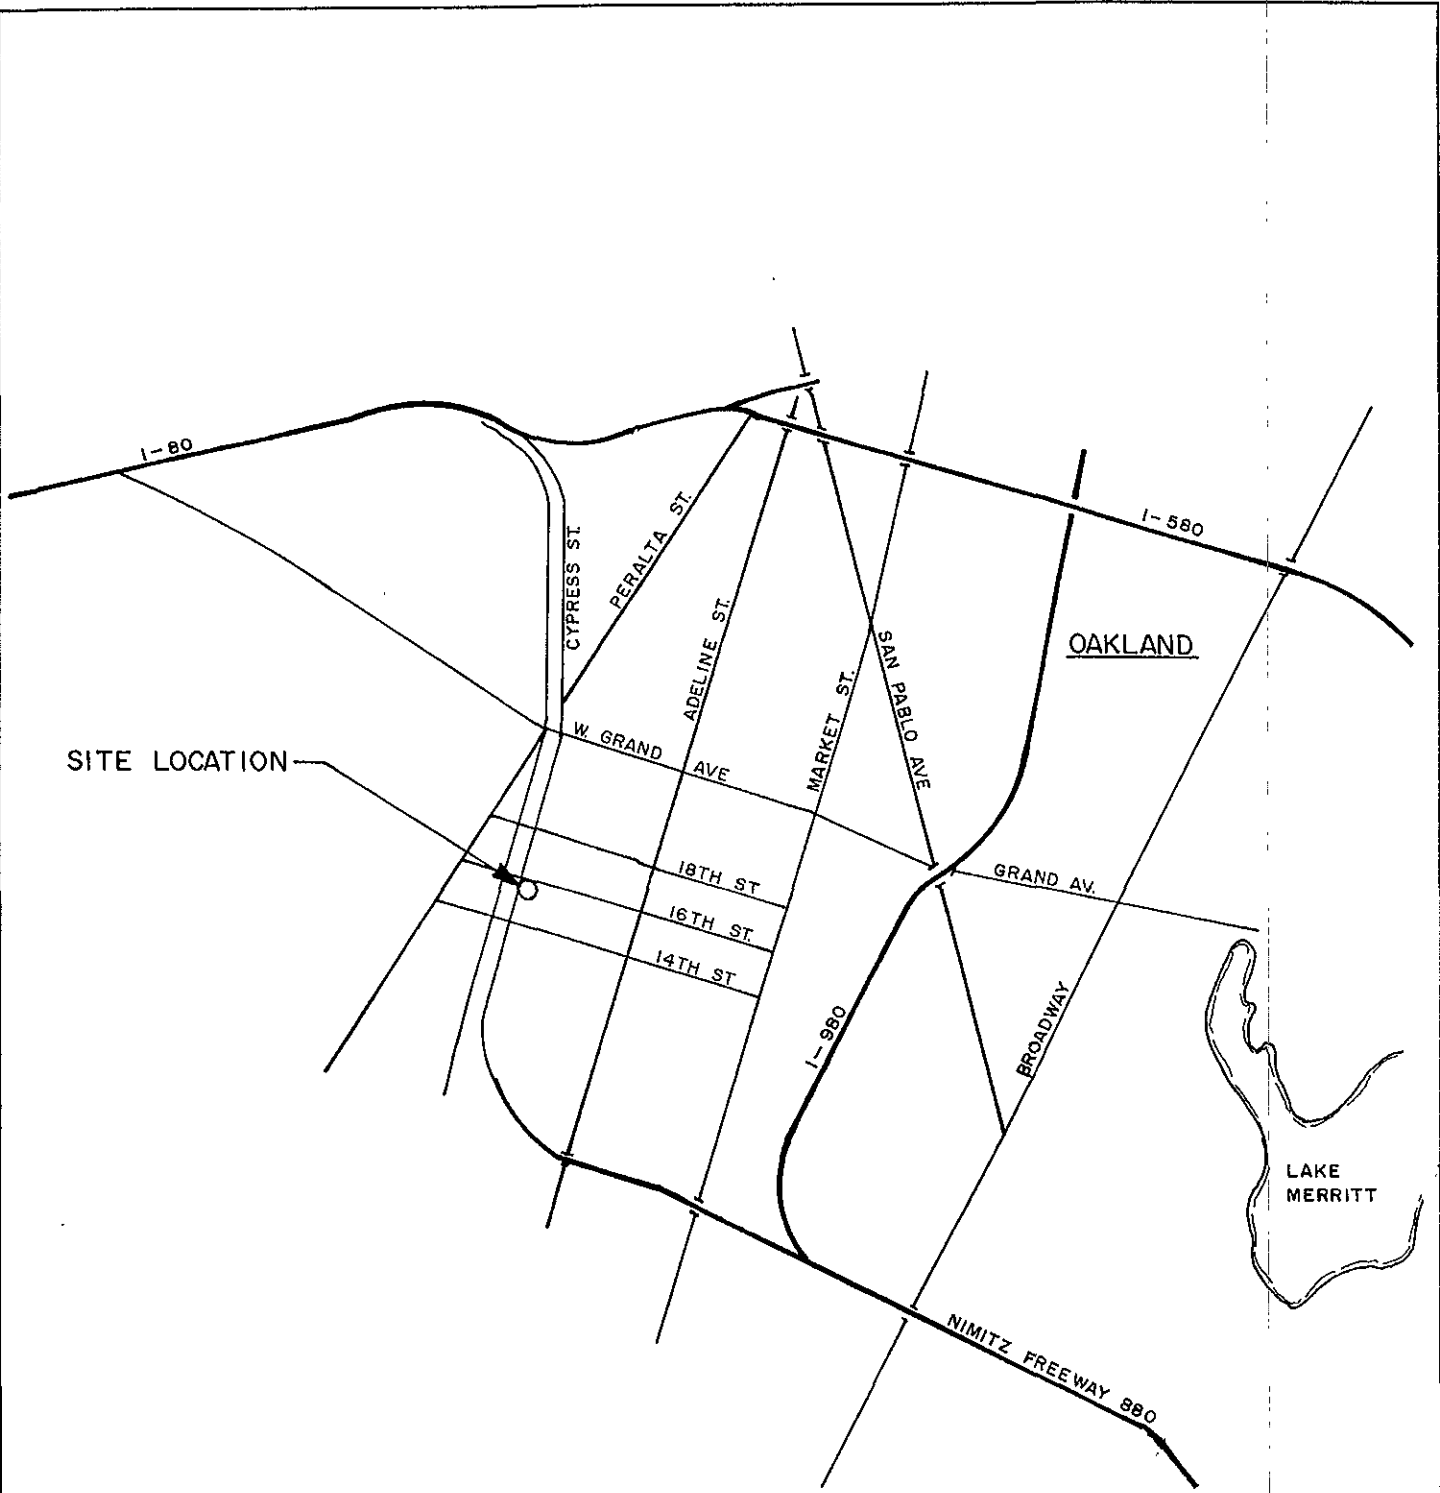 I-80
CYPRESS ST.
PERALTA ST.
I-580
ADELINE ST.
MARKET ST.
SAN PABLO AVE
OAKLAND
W. GRAND AVE
SITE LOCATION
18TH ST
GRAND AV.
16TH ST.
14TH ST
I-980
BROADWAY
LAKE
MERRITT
NIMITZ FREEWAY 880